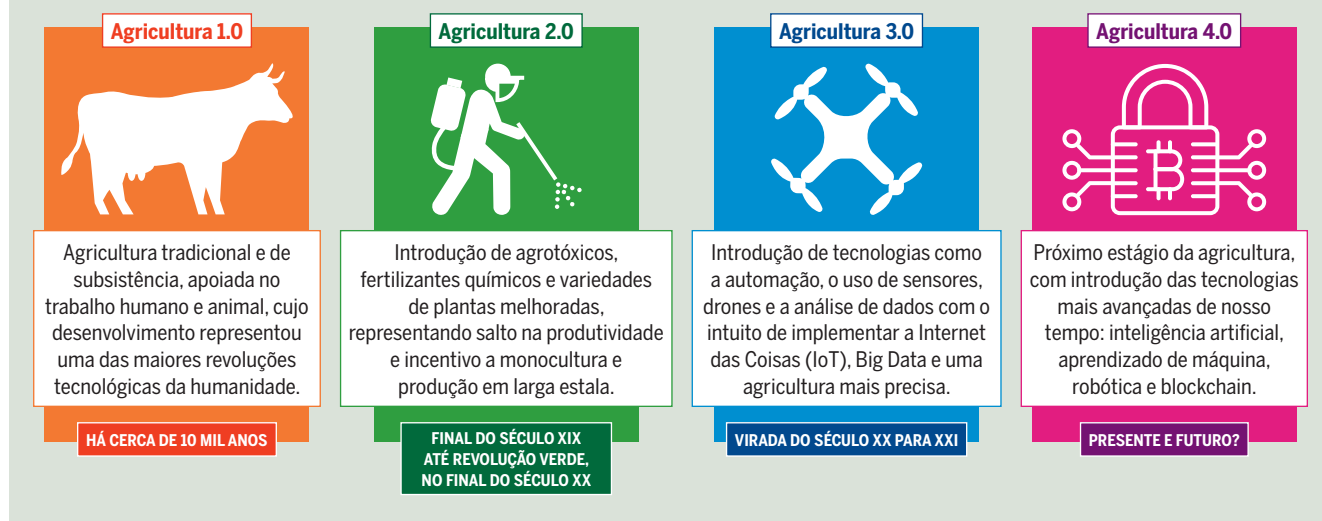 Agricultura 1.0
Agricultura tradicional e de
subsistência, apoiada no
trabalho humano e animal, cujo
desenvolvimento representou
uma das maiores revoluções
tecnológicas da humanidade.
HÁ CERCA DE 10 MIL ANOS
Agricultura 2.0
Introdução de agrotóxicos,
fertilizantes químicos e variedades
de plantas melhoradas,
representando salto na produtividade
e incentivo a monocultura e
produção em larga estala.
FINAL DO SÉCULO XIX
ATÉ REVOLUÇÃO VERDE,
NO FINAL DO SÉCULO XX
Agricultura 3.0
Introdução de tecnologias como
a automação, o uso de sensores,
drones e a análise de dados com o
intuito de implementar a Internet
das Coisas (IoT), Big Data e uma
agricultura mais precisa.
VIRADA DO SÉCULO XX PARA XXI
Agricultura 4.0
Próximo estágio da agricultura,
com introdução das tecnologias
mais avançadas de nosso
tempo: inteligência artificial,
aprendizado de máquina,
robótica e blockchain.
PRESENTE E FUTURO?